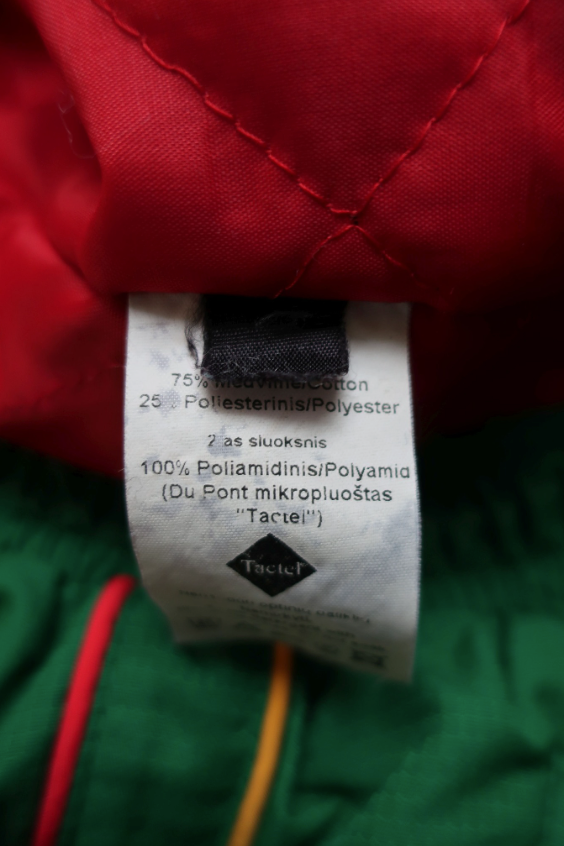 75% Medvilnė/Cotton
25% Poliesterinis/Polyester
2 as sluoksnis
100% Poliamidinis/Polyamid
(Du Pont mikropluoštas
"Tactel")
Tactel